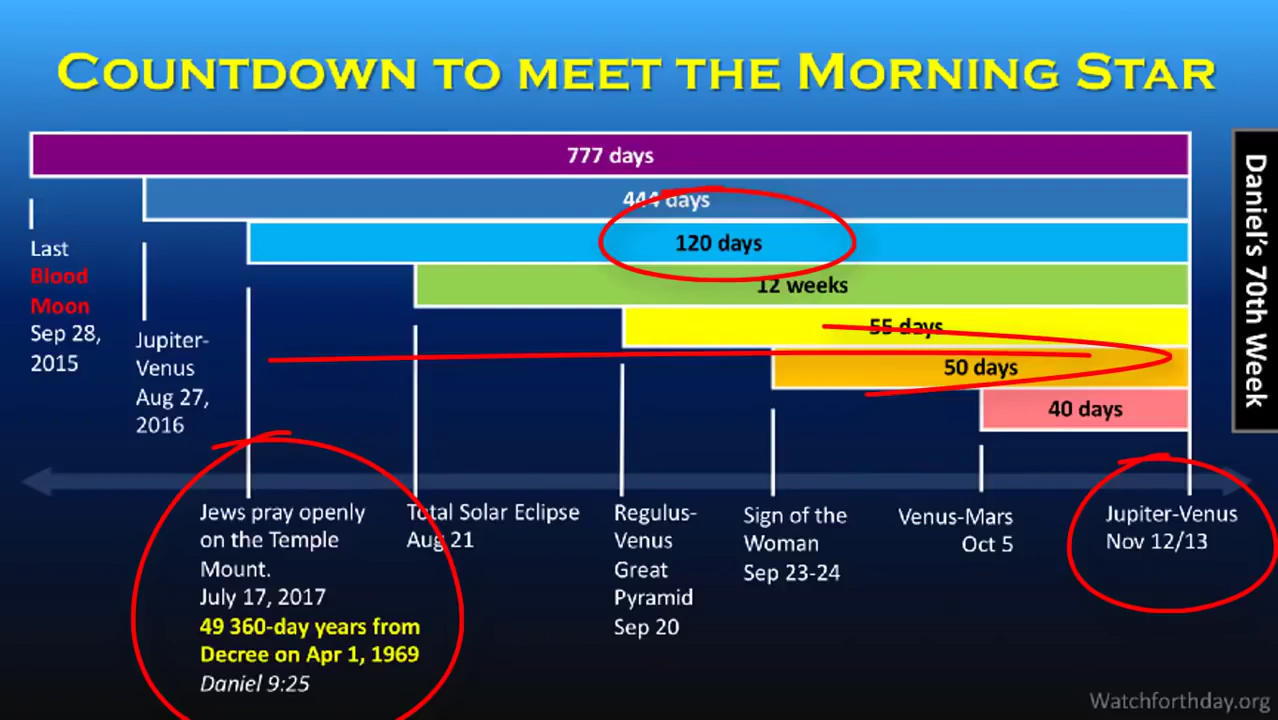 COUNTDOWN TO MEET THE MORNING STAR
777 days
444 days
120 days
12 weeks
55 days
50 days
40 days
Daniel's 70th Week
Last
Blood
Moon
Sep 28,
2015
Jupiter-
Venus
Aug 27,
2016
Jews pray openly
on the Temple
Mount.
July 17, 2017
49 360-day years from
Decree on Apr 1, 1969
Daniel 9:25
Total Solar Eclipse
Aug 21
Regulus-
Venus
Great
Pyramid
Sep 20
Sign of the
Woman
Sep 23-24
Venus-Mars
Oct 5
Jupiter-Venus
Nov 12/13
Watchforthday.org